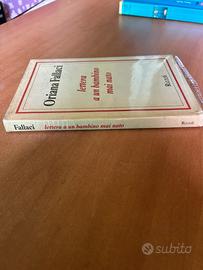 Oriana Fallaci
lettera
a un bambino
mai nato
Rizzoli
Fallaci
lettera a un bambino mai nato
Rizzoli
subito